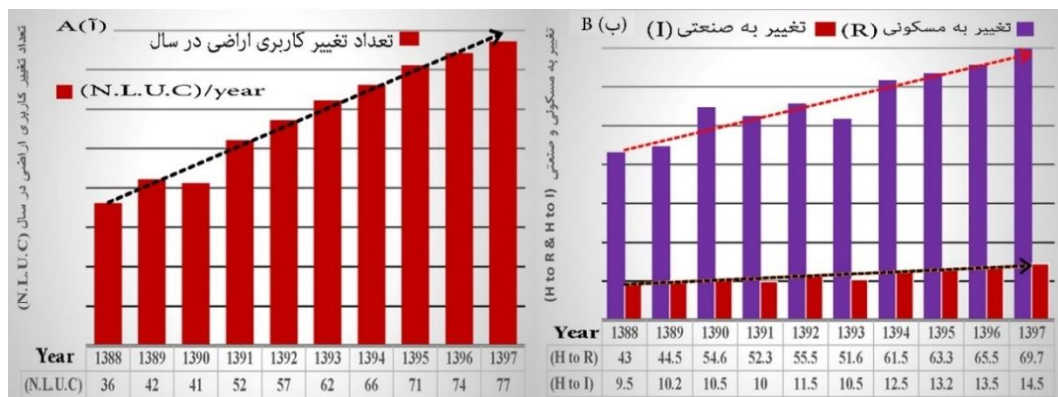 A (آ)
تعداد تغییر کاربری اراضی در سال
(N.L.U.C)/year
تعداد تغییر کاربری اراضی در سال (N.L.U.C)
Year 1388 1389 1390 1391 1392 1393 1394 1395 1396 1397
(N.L.U.C) 36 42 41 52 57 62 66 71 74 77
B (ب)
تغییر به صنعتی (I)
تغییر به مسکونی (R)
تغییر به مسکونی و صنعتی (H to R & H to I)
Year 1388 1389 1390 1391 1392 1393 1394 1395 1396 1397
(H to R) 43 44.5 54.6 52.3 55.5 51.6 61.5 63.3 65.5 69.7
(H to I) 9.5 10.2 10.5 10 11.5 10.5 12.5 13.2 13.5 14.5